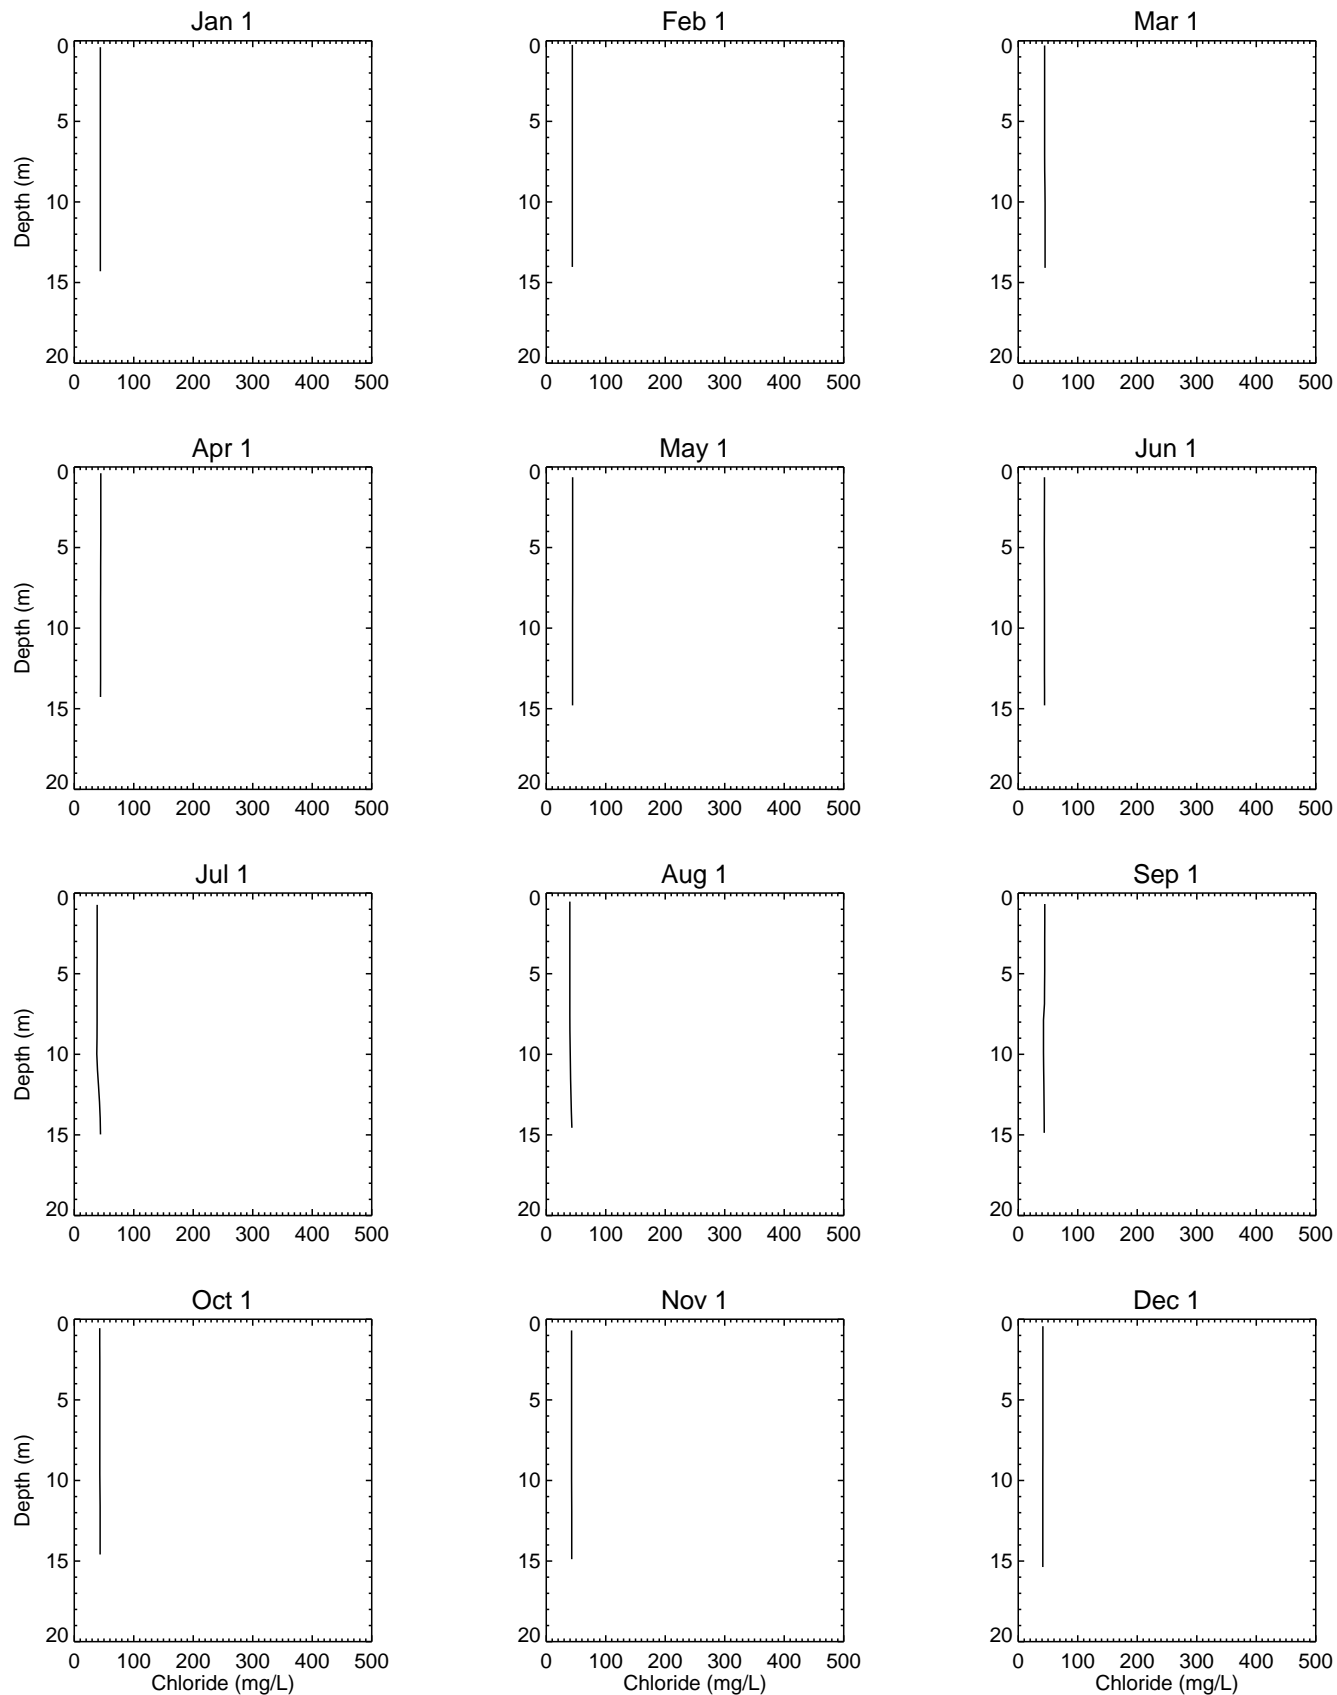 Jan 1 Feb 1 Mar 1
0 0 0
5 5 5
Depth (m)
10 10 10
15 15 15
20 20 20
0 100 200 300 400 500 0 100 200 300 400 500 0 100 200 300 400 500
Apr 1 May 1 Jun 1
0 0 0
5 5 5
Depth (m)
10 10 10
15 15 15
20 20 20
0 100 200 300 400 500 0 100 200 300 400 500 0 100 200 300 400 500
Jul 1 Aug 1 Sep 1
0 0 0
5 5 5
Depth (m)
10 10 10
15 15 15
20 20 20
0 100 200 300 400 500 0 100 200 300 400 500 0 100 200 300 400 500
Oct 1 Nov 1 Dec 1
0 0 0
5 5 5
Depth (m)
10 10 10
15 15 15
20 20 20
0 100 200 300 400 500 0 100 200 300 400 500 0 100 200 300 400 500
Chloride (mg/L) Chloride (mg/L) Chloride (mg/L)